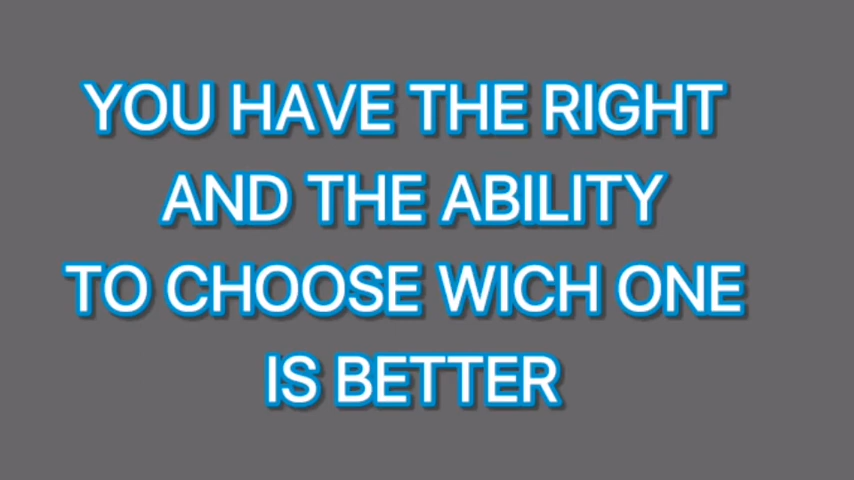 YOU HAVE THE RIGHT
AND THE ABILITY
TO CHOOSE WICH ONE
IS BETTER